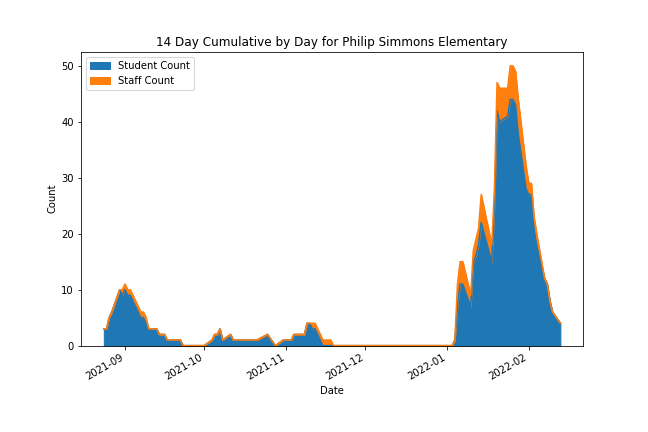 14 Day Cumulative by Day for Philip Simmons Elementary
Student Count
Staff Count
50
40
30
20
10
0
Count
2021-09
2021-10
2021-11
2021-12
2022-01
2022-02
Date